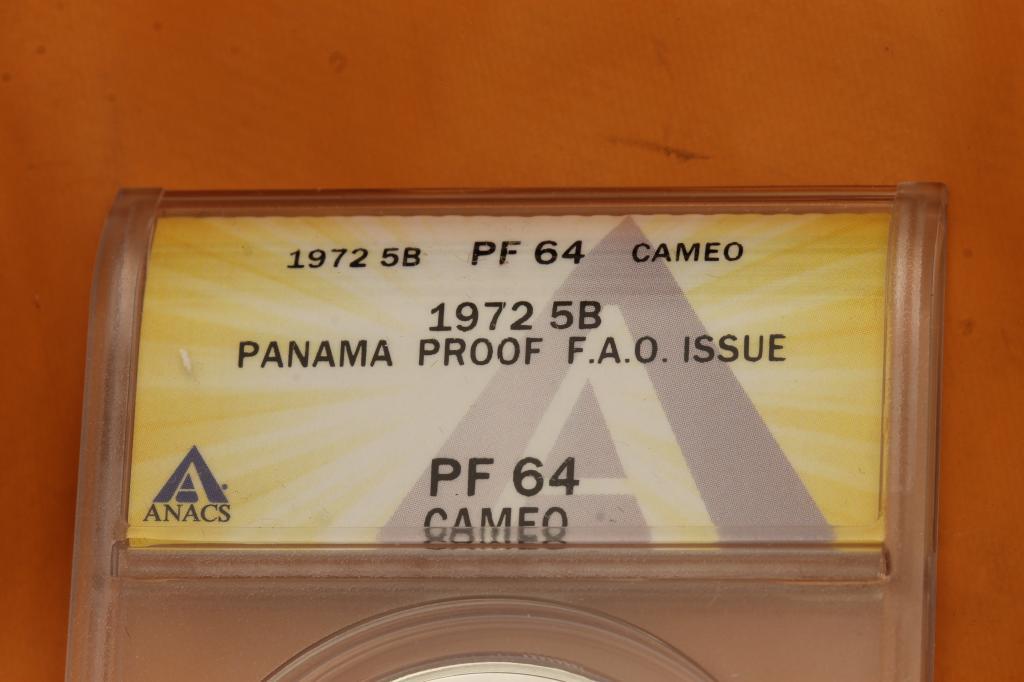 1972 5B PF 64 CAMEO
1972 5B
PANAMA PROOF F.A.O. ISSUE
PF 64
CAMEO
ANACS